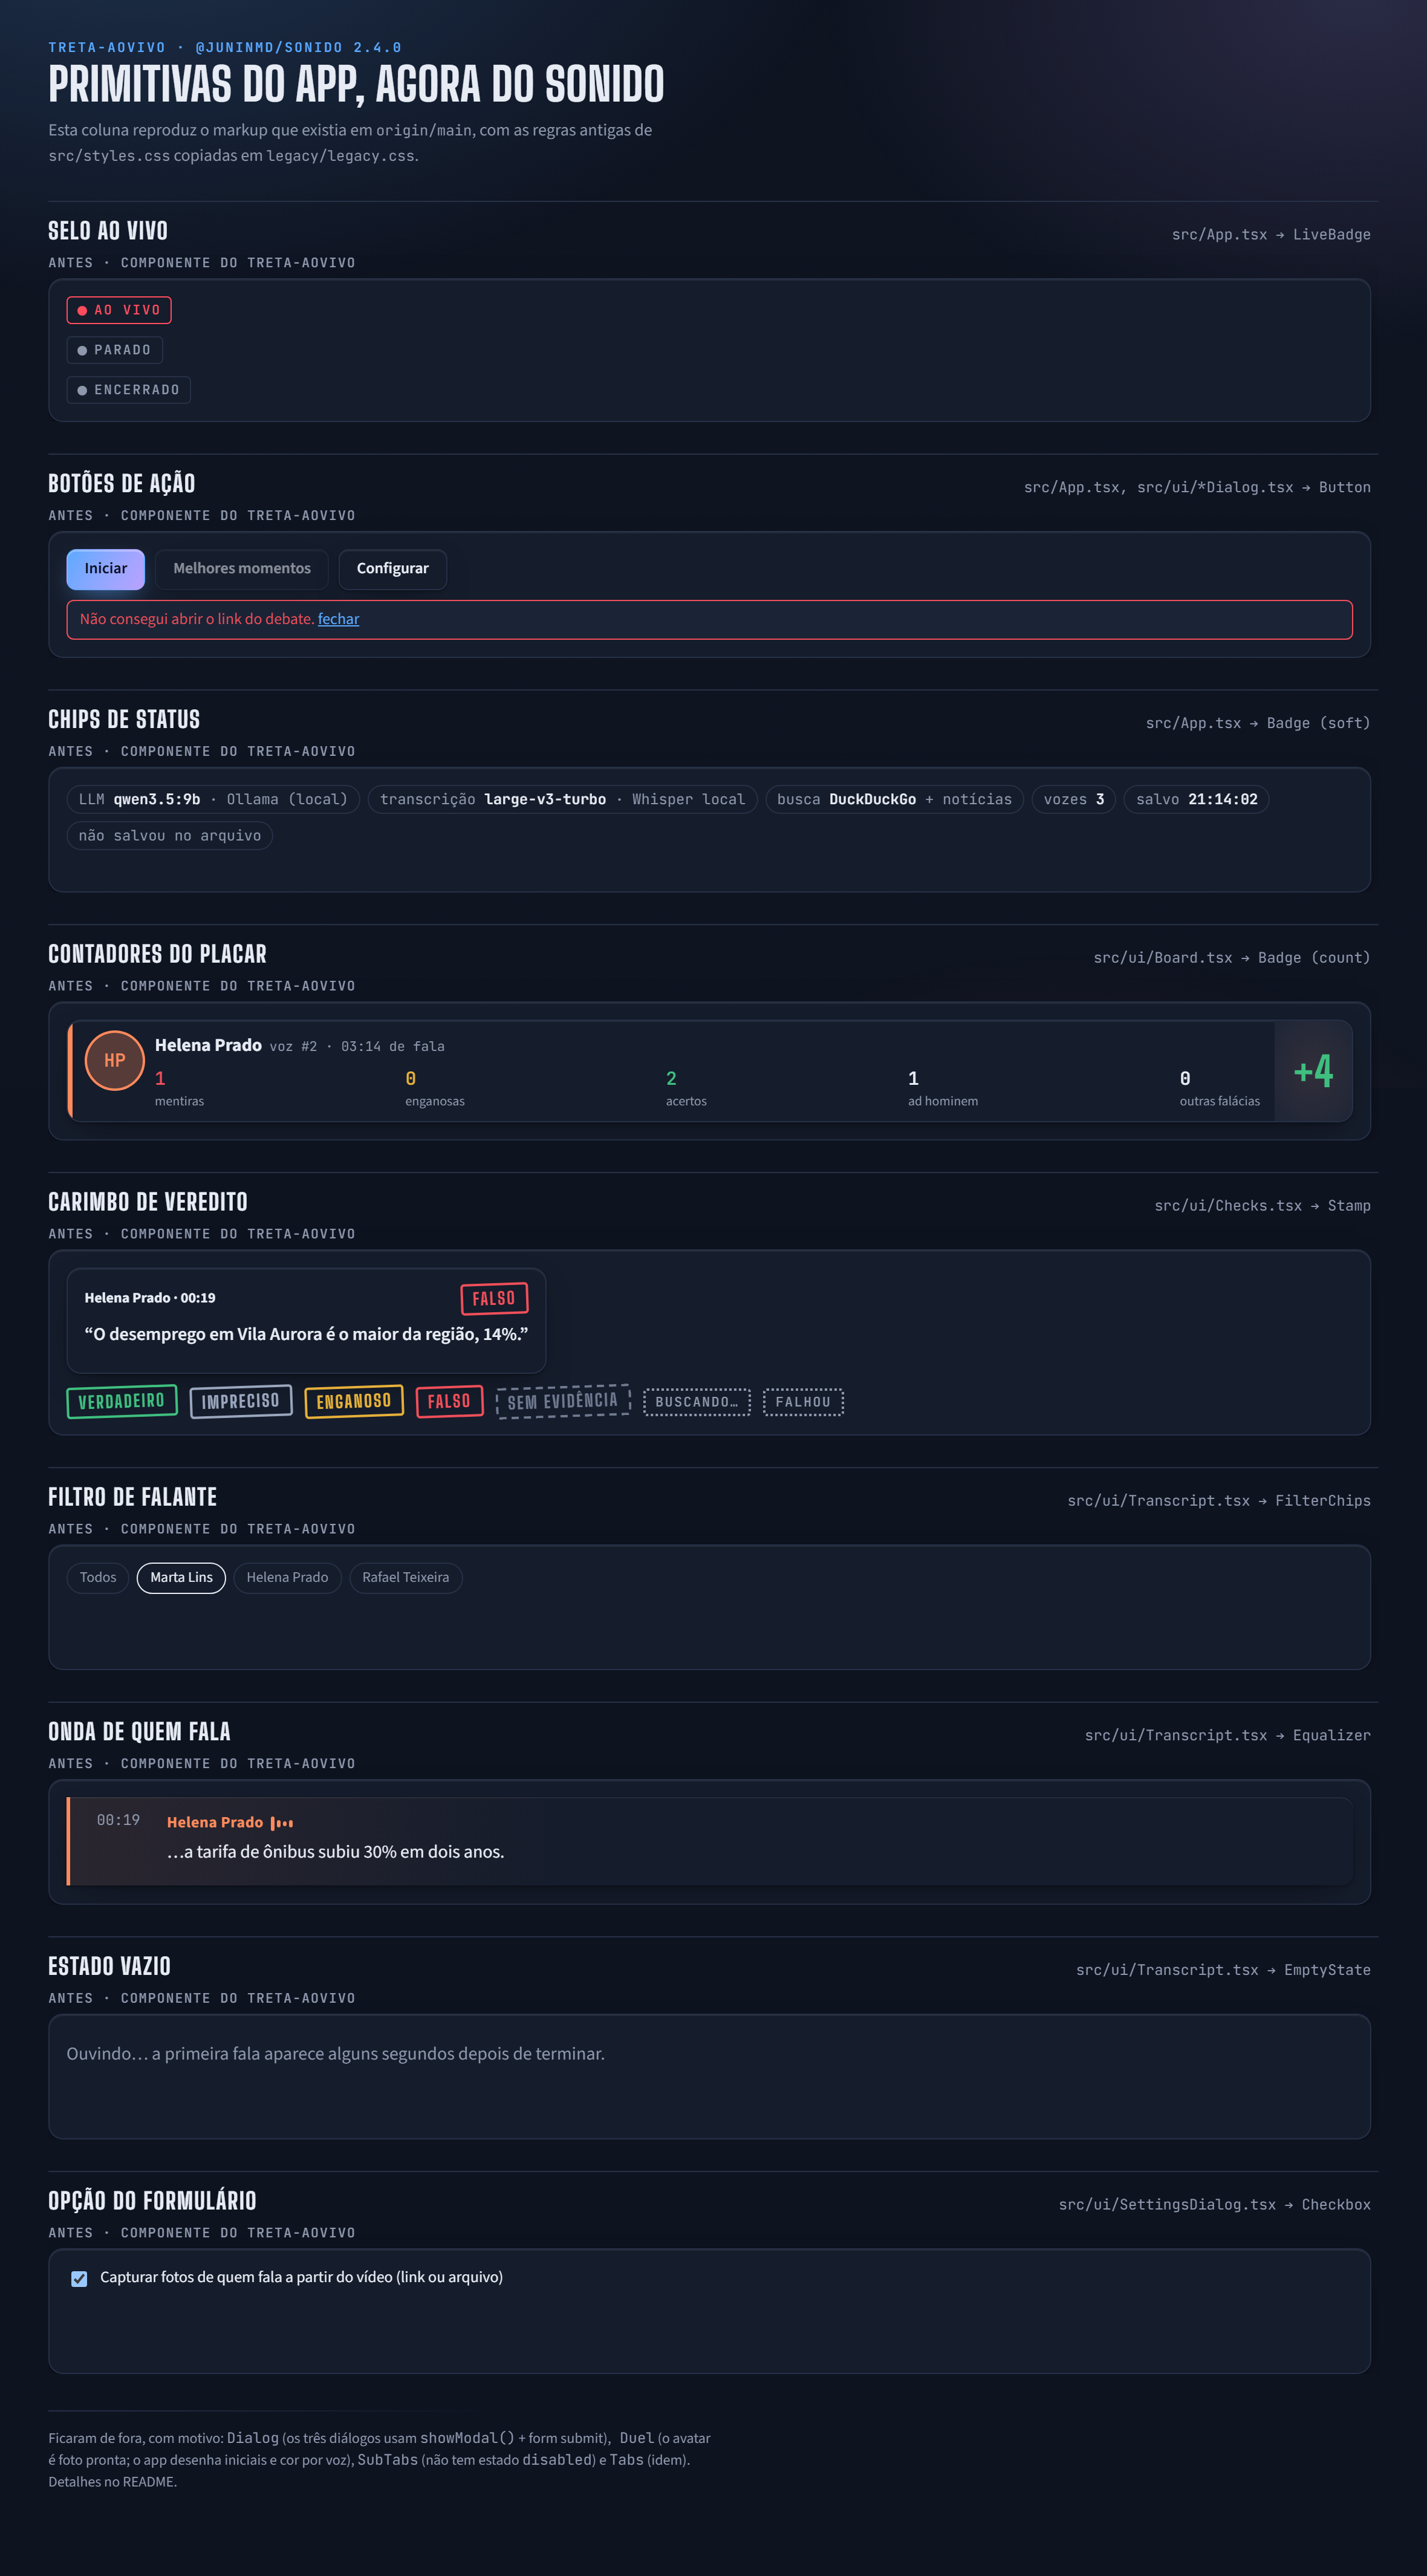 TRETA-AOVIVO · @JUNINMD/SONIDO 2.4.0
PRIMITIVAS DO APP, AGORA DO SONIDO
Esta coluna reproduz o markup que existia em origin/main, com as regras antigas de
src/styles.css copiadas em legacy/legacy.css.
SELO AO VIVO
src/App.tsx → LiveBadge
ANTES · COMPONENTE DO TRETA-AOVIVO
AO VIVO
PARADO
ENCERRADO
BOTÕES DE AÇÃO
src/App.tsx, src/ui/*Dialog.tsx → Button
ANTES · COMPONENTE DO TRETA-AOVIVO
Iniciar Melhores momentos Configurar
Não consegui abrir o link do debate. fechar
CHIPS DE STATUS
src/App.tsx → Badge (soft)
ANTES · COMPONENTE DO TRETA-AOVIVO
LLM qwen3.5:9b · Ollama (local) transcrição large-v3-turbo · Whisper local busca DuckDuckGo + notícias vozes 3 salvo 21:14:02
não salvou no arquivo
CONTADORES DO PLACAR
src/ui/Board.tsx → Badge (count)
ANTES · COMPONENTE DO TRETA-AOVIVO
HP
Helena Prado voz #2 · 03:14 de fala
1 0 2 1 0
mentiras enganosas acertos ad hominem outras falácias
+4
CARIMBO DE VEREDITO
src/ui/Checks.tsx → Stamp
ANTES · COMPONENTE DO TRETA-AOVIVO
Helena Prado · 00:19
FALSO
“O desemprego em Vila Aurora é o maior da região, 14%.”
VERDADEIRO IMPRECISO ENGANOSO FALSO SEM EVIDÊNCIA BUSCANDO… FALHOU
FILTRO DE FALANTE
src/ui/Transcript.tsx → FilterChips
ANTES · COMPONENTE DO TRETA-AOVIVO
Todos Marta Lins Helena Prado Rafael Teixeira
ONDA DE QUEM FALA
src/ui/Transcript.tsx → Equalizer
ANTES · COMPONENTE DO TRETA-AOVIVO
00:19 Helena Prado
…a tarifa de ônibus subiu 30% em dois anos.
ESTADO VAZIO
src/ui/Transcript.tsx → EmptyState
ANTES · COMPONENTE DO TRETA-AOVIVO
Ouvindo… a primeira fala aparece alguns segundos depois de terminar.
OPÇÃO DO FORMULÁRIO
src/ui/SettingsDialog.tsx → Checkbox
ANTES · COMPONENTE DO TRETA-AOVIVO
Capturar fotos de quem fala a partir do vídeo (link ou arquivo)
Ficaram de fora, com motivo: Dialog (os três diálogos usam showModal() + form submit), Duel (o avatar
é foto pronta; o app desenha iniciais e cor por voz), SubTabs (não tem estado disabled) e Tabs (idem).
Detalhes no README.